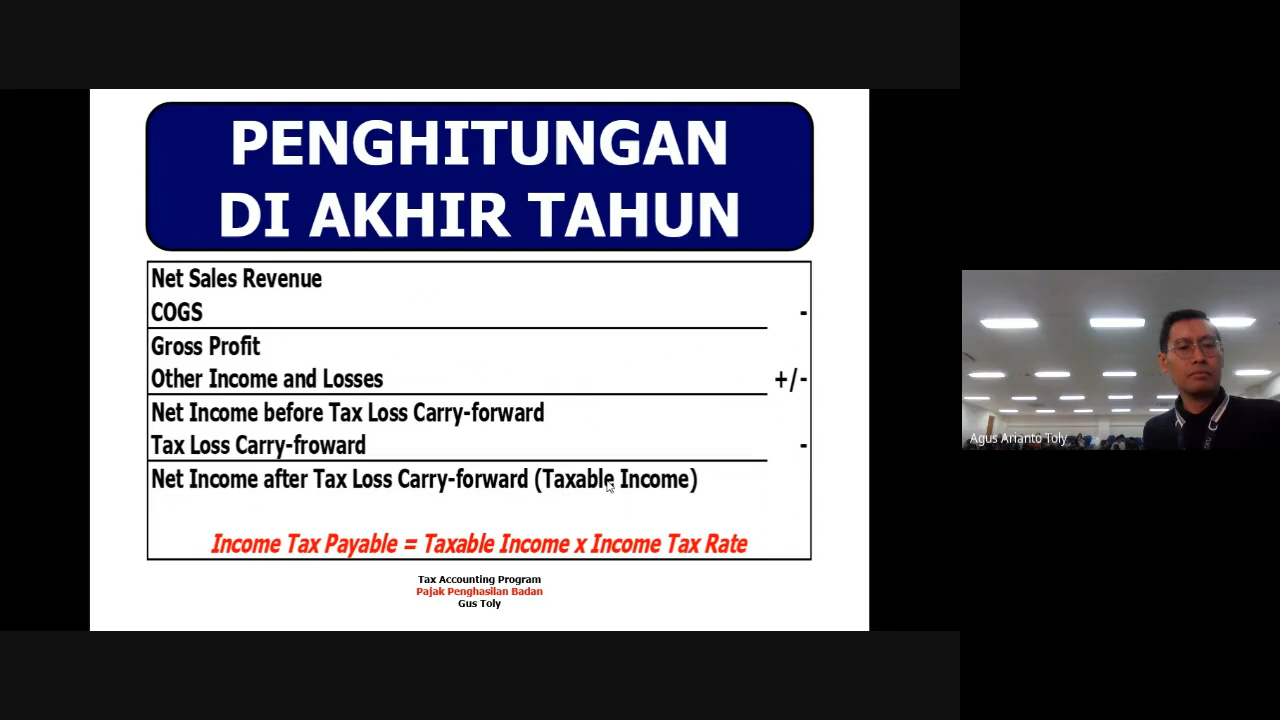 PENGHITUNGAN
DI AKHIR TAHUN
Net Sales Revenue
COGS -
Gross Profit
Other Income and Losses +/-
Net Income before Tax Loss Carry-forward
Tax Loss Carry-froward -
Net Income after Tax Loss Carry-forward (Taxable Income)
Income Tax Payable = Taxable Income x Income Tax Rate
Tax Accounting Program
Pajak Penghasilan Badan
Gus Toly
Agus Arianto Toly